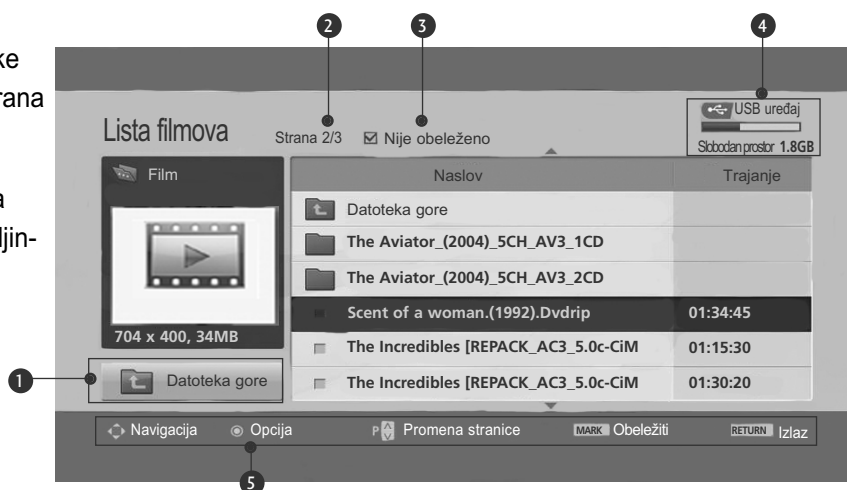 2 3 4
ke
rana
a
ljin-
USB uređaj
Slobodan prostor 1.8GB
Lista filmova Strana 2/3 Nije obeleženo
Film
704 x 400, 34MB
1 Datoteka gore
Naslov Trajanje
Datoteka gore
The Aviator_(2004)_5CH_AV3_1CD
The Aviator_(2004)_5CH_AV3_2CD
Scent of a woman.(1992).Dvdrip 01:34:45
The Incredibles [REPACK_AC3_5.0c-CiM 01:15:30
The Incredibles [REPACK_AC3_5.0c-CiM 01:30:20
Navigacija Opcija P Promena stranice MARK Obeležiti RETURN Izlaz
5